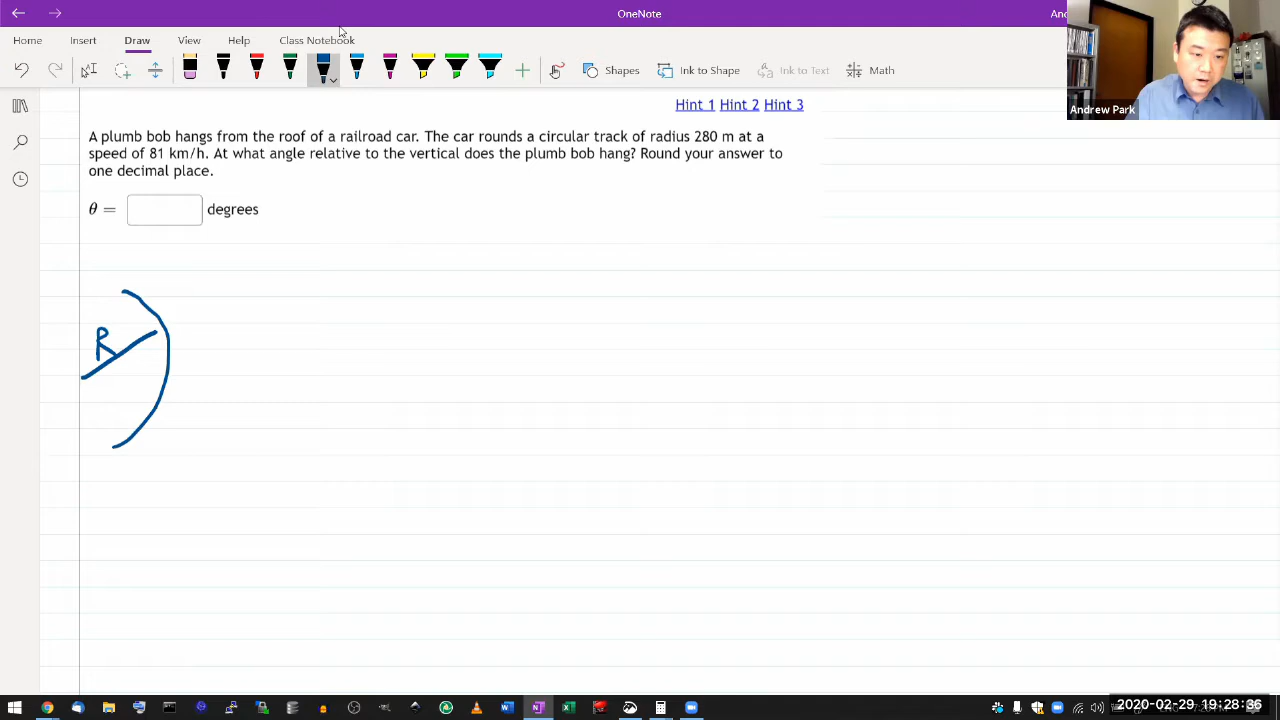 OneNote
Home Insert Draw View Help Class Notebook
Shapes Ink to Shape Ink to Text Math
Andrew Park
Hint 1 Hint 2 Hint 3
A plumb bob hangs from the roof of a railroad car. The car rounds a circular track of radius 280 m at a
speed of 81 km/h. At what angle relative to the vertical does the plumb bob hang? Round your answer to
one decimal place.
θ = degrees
R
2020-02-29 19:28:36